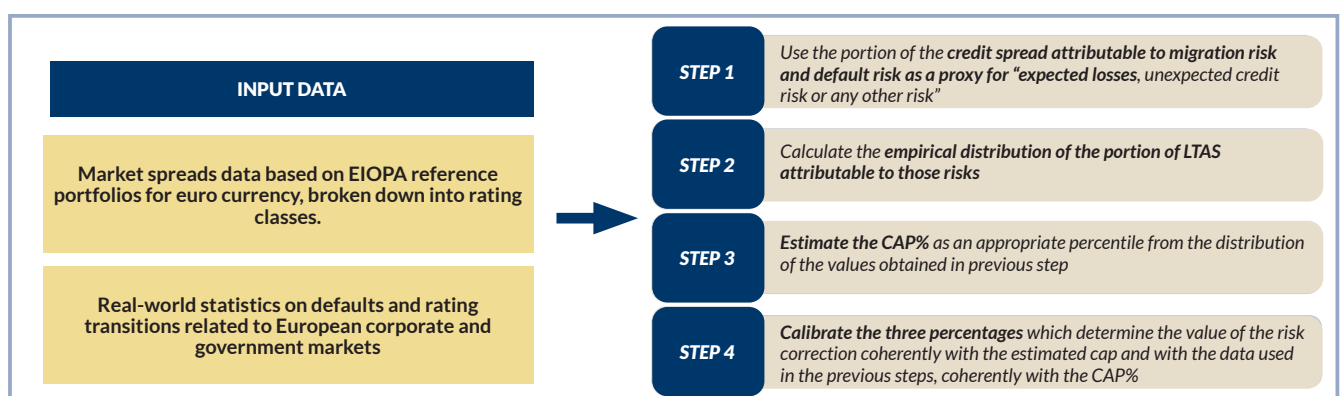 INPUT DATA
Market spreads data based on EIOPA reference
portfolios for euro currency, broken down into rating
classes.
Real-world statistics on defaults and rating
transitions related to European corporate and
government markets
STEP 1
Use the portion of the credit spread attributable to migration risk
and default risk as a proxy for “expected losses, unexpected credit
risk or any other risk”
STEP 2
Calculate the empirical distribution of the portion of LTAS
attributable to those risks
STEP 3
Estimate the CAP% as an appropriate percentile from the distribution
of the values obtained in previous step
STEP 4
Calibrate the three percentages which determine the value of the risk
correction coherently with the estimated cap and with the data used
in the previous steps, coherently with the CAP%